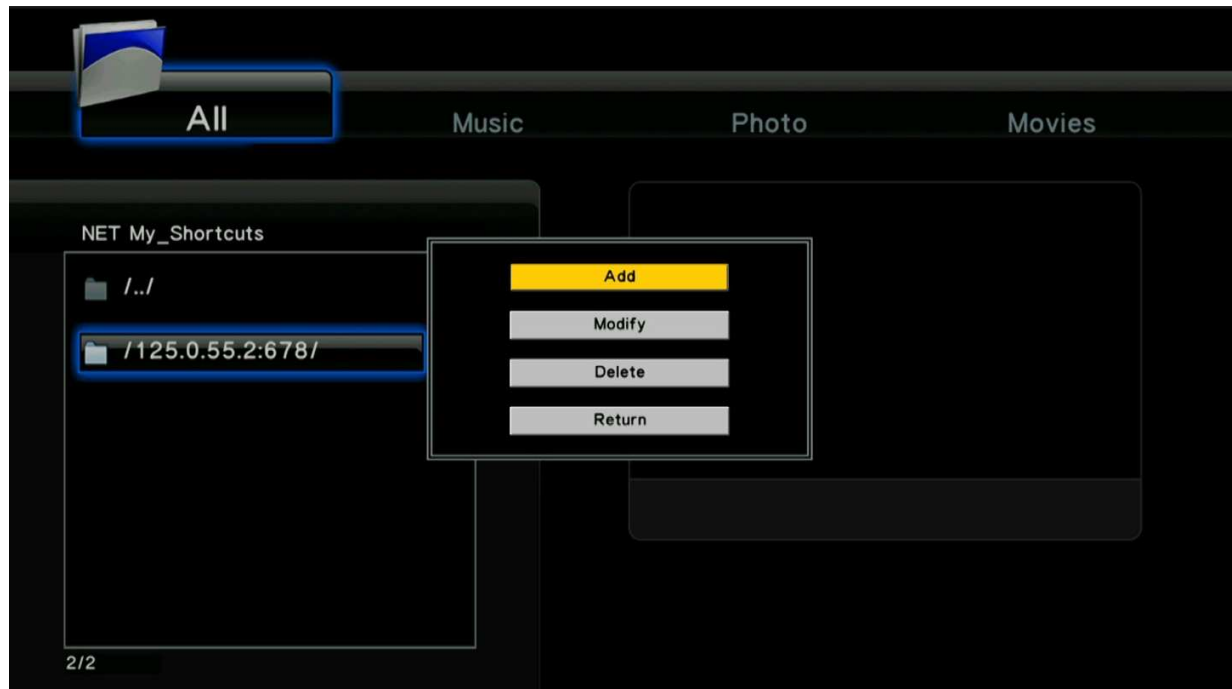 All
Music
Photo
Movies
NET My_Shortcuts
/../
/125.0.55.2:678/
Add
Modify
Delete
Return
2/2